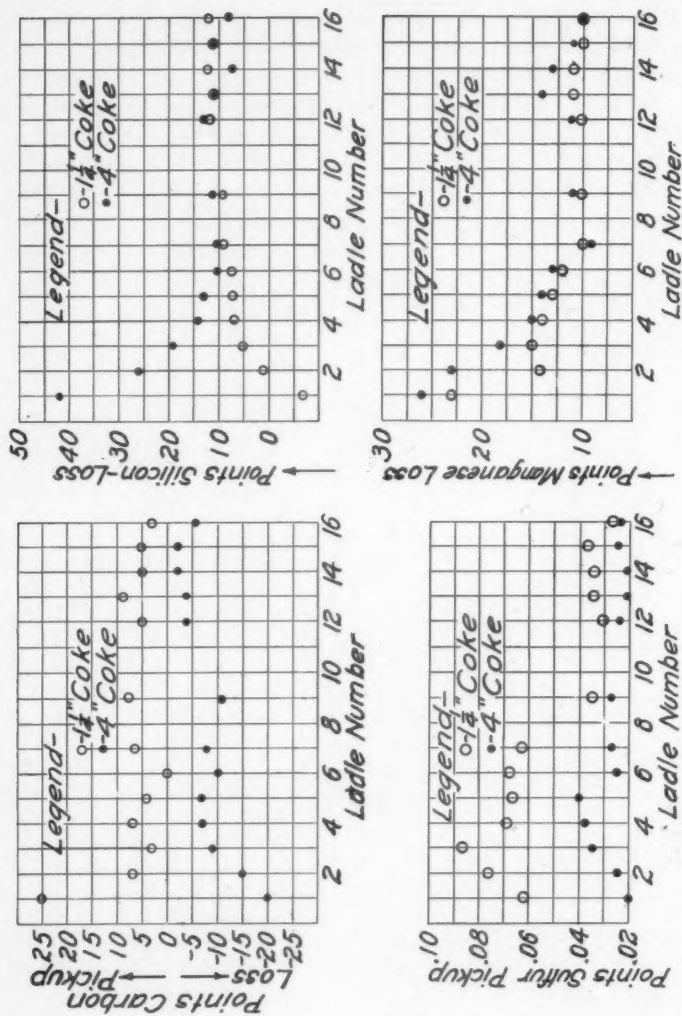 Points Carbon
Loss Pickup
25
20
15
10
5
0
-5
-10
-15
-20
-25
Legend-
○-1¼"Coke
●-4"Coke
2 4 6 8 10 12 14 16
Ladle Number
Points Silicon-Loss
50
40
30
20
10
0
Legend-
○-1¼"Coke
●-4"Coke
2 4 6 8 10 12 14 16
Ladle Number
Points Sulfur Pickup
.10
.08
.06
.04
.02
Legend-
○-1¼"Coke
●-4"Coke
2 4 6 8 10 12 14 16
Ladle Number
Points Manganese Loss
30
20
10
Legend-
○-1¼"Coke
●-4"Coke
2 4 6 8 10 12 14 16
Ladle Number